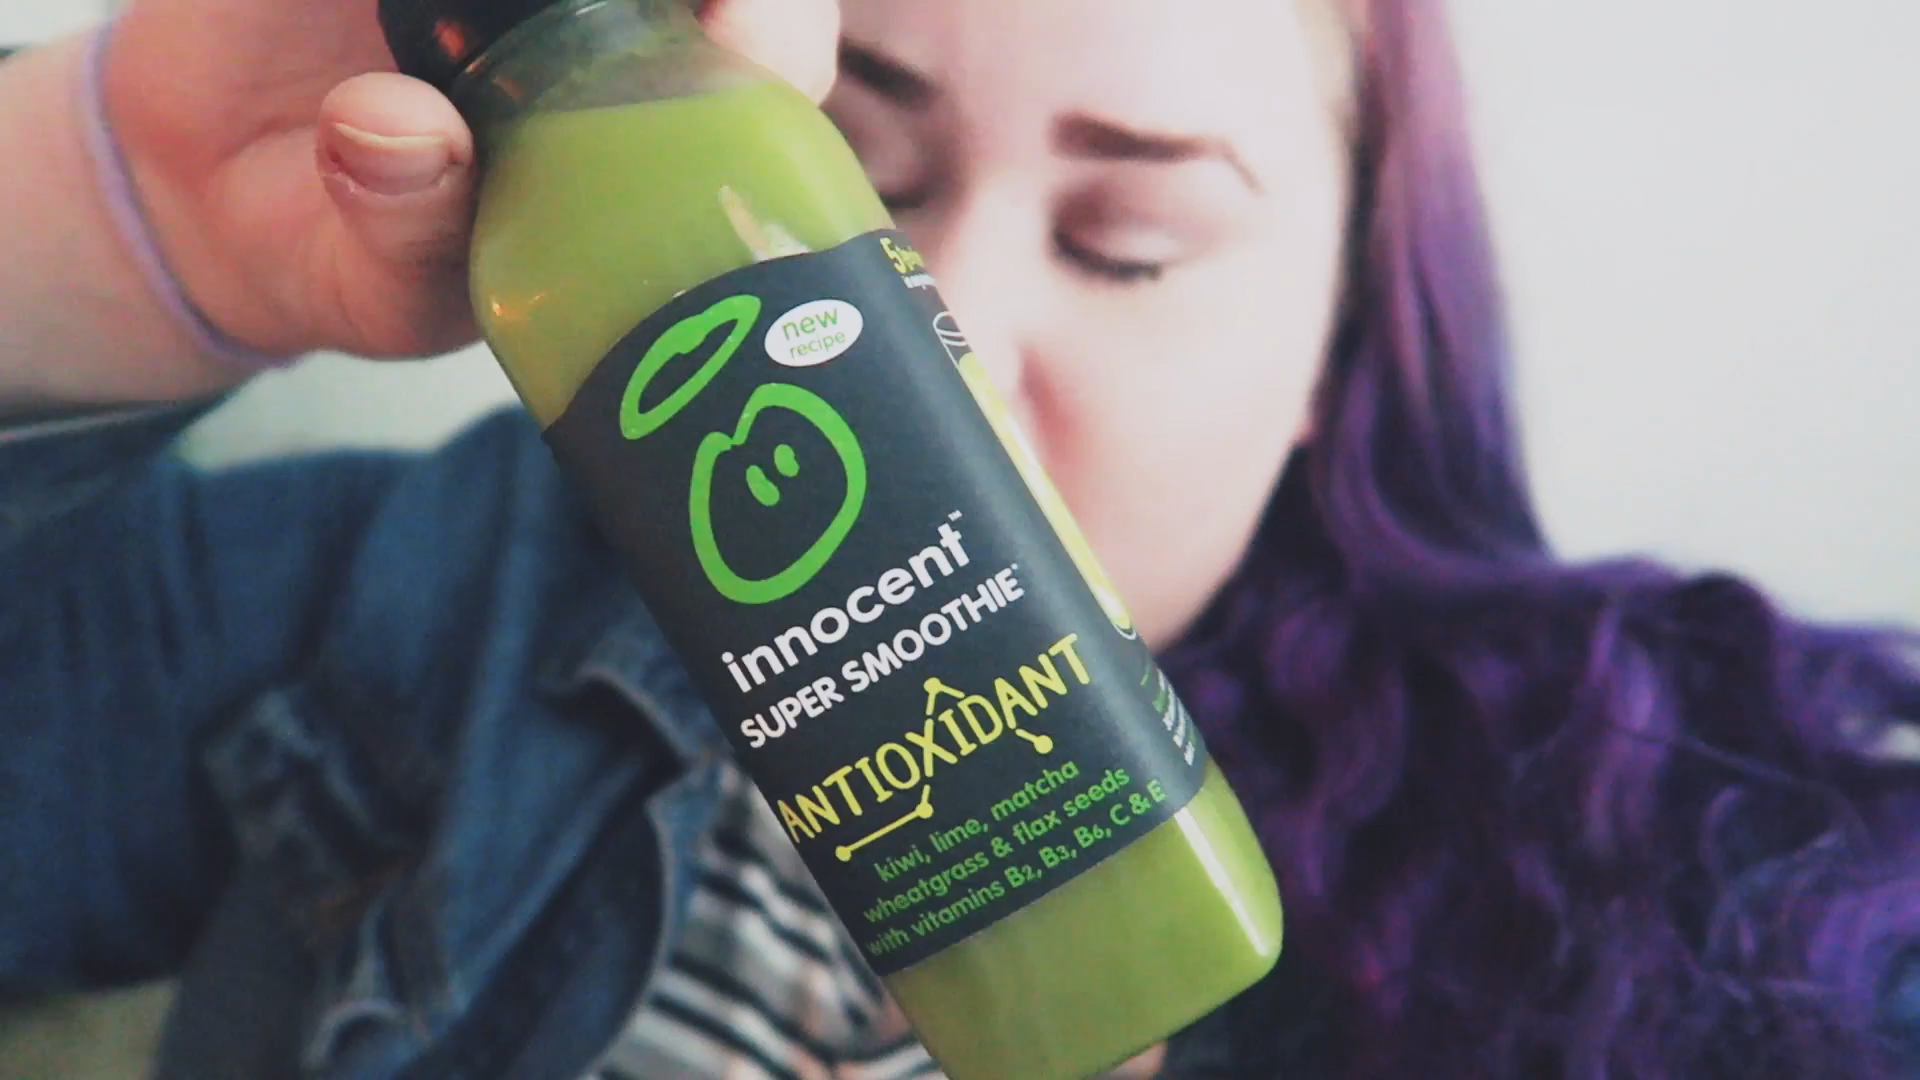 new
recipe
innocent™
SUPER SMOOTHIE
ANTIOXIDANT
kiwi, lime, matcha
wheatgrass & flax seeds
with vitamins B2, B3, B6, C & E